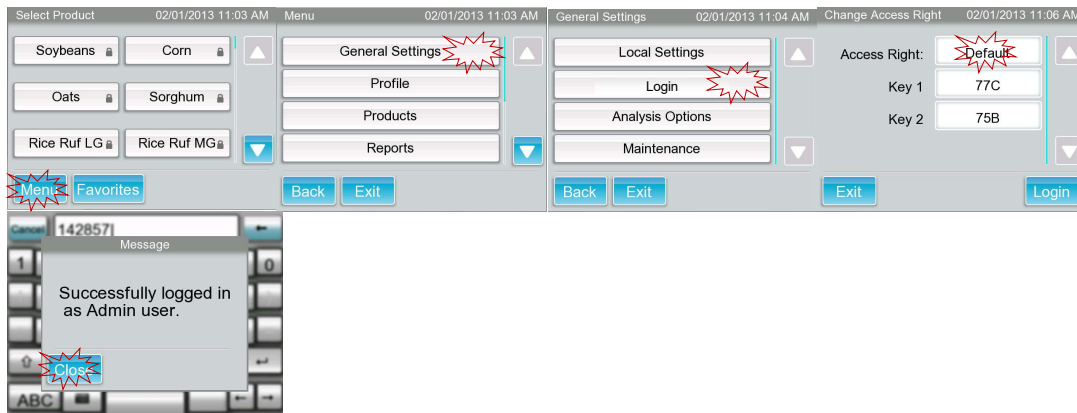 Select Product 02/01/2013 11:03 AM
Soybeans Corn
Oats Sorghum
Rice Ruf LG Rice Ruf MG
Menu Favorites
Menu 02/01/2013 11:03 AM
General Settings
Profile
Products
Reports
Back Exit
General Settings 02/01/2013 11:04 AM
Local Settings
Login
Analysis Options
Maintenance
Back Exit
Change Access Right 02/01/2013 11:06 AM
Access Right: Default
Key 1 77C
Key 2 75B
Exit Login
Cancel 142857
Message
1 0
Successfully logged in
as Admin user.
Close
ABC